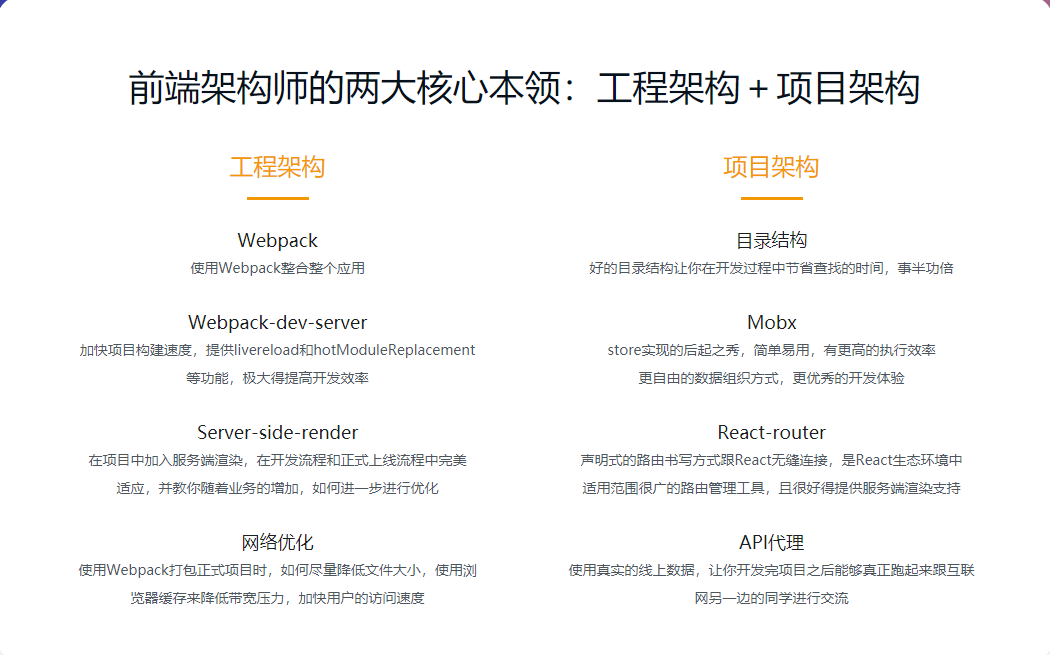 前端架构师的两大核心本领：工程架构 + 项目架构
工程架构
Webpack
使用Webpack整合整个应用
Webpack-dev-server
加快项目构建速度，提供livereload和hotModuleReplacement
等功能，极大得提高开发效率
Server-side-render
在项目中加入服务端渲染，在开发流程和正式上线流程中完美
适应，并教你随着业务的增加，如何进一步进行优化
网络优化
使用Webpack打包正式项目时，如何尽量降低文件大小，使用浏
览器缓存来降低带宽压力，加快用户的访问速度
项目架构
目录结构
好的目录结构让你在开发过程中节省查找的时间，事半功倍
Mobx
store实现的后起之秀，简单易用，有更高的执行效率
更自由的数据组织方式，更优秀的开发体验
React-router
声明式的路由书写方式跟React无缝连接，是React生态环境中
适用范围很广的路由管理工具，且很好得提供服务端渲染支持
API代理
使用真实的线上数据，让你开发完项目之后能够真正跑起来跟互联
网另一边的同学进行交流